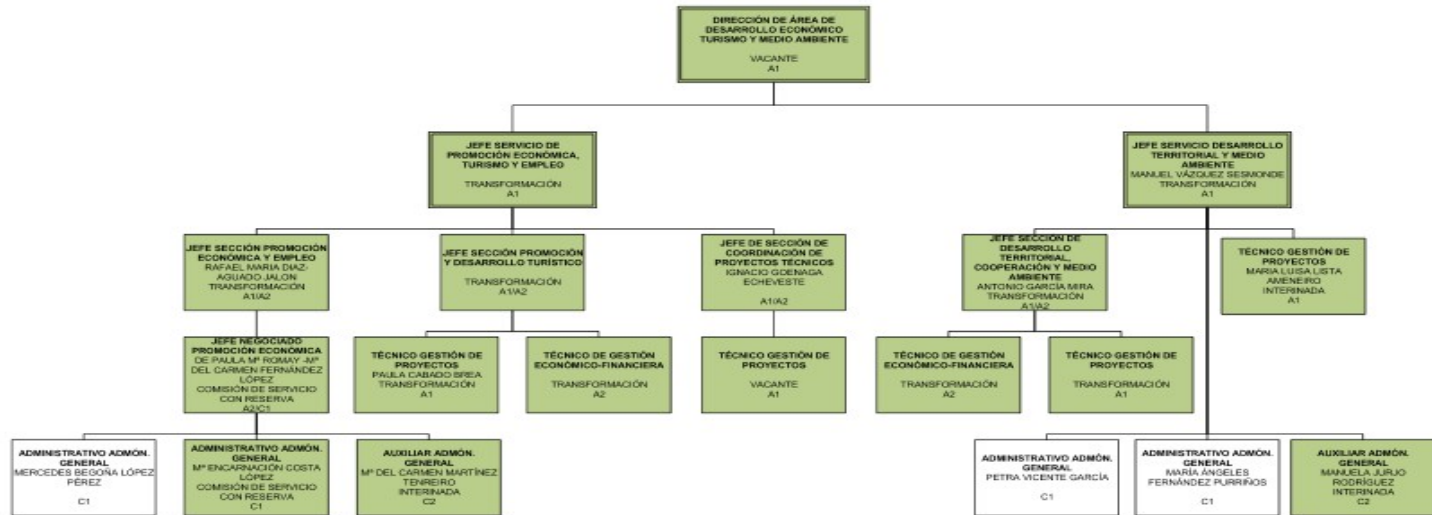 DIRECCIÓN DE ÁREA DE
DESARROLLO ECONÓMICO
TURISMO Y MEDIO AMBIENTE
VACANTE
A1
JEFE SERVICIO DE
PROMOCIÓN ECONÓMICA,
TURISMO Y EMPLEO
TRANSFORMACIÓN
A1
JEFE SERVICIO DESARROLLO
TERRITORIAL Y MEDIO
AMBIENTE
MANUEL VÁZQUEZ SESMONDE
TRANSFORMACIÓN
A1
JEFE SECCIÓN PROMOCIÓN
ECONÓMICA Y EMPLEO
RAFAEL MARIA DIAZ-
AGUADO JALON
TRANSFORMACIÓN
A1/A2
JEFE SECCIÓN PROMOCIÓN
Y DESARROLLO TURÍSTICO
TRANSFORMACIÓN
A1/A2
JEFE DE SECCIÓN DE
COORDINACIÓN DE
PROYECTOS TÉCNICOS
IGNACIO GOENAGA
ECHEVESTE
A1/A2
JEFE SECCIÓN DE
DESARROLLO
TERRITORIAL,
COOPERACIÓN Y MEDIO
AMBIENTE
ANTONIO GARCÍA MIRA
TRANSFORMACIÓN
A1/A2
TÉCNICO GESTIÓN DE
PROYECTOS
MARIA LUISA LISTA
AMENEIRO
INTERINADA
A1
JEFE NEGOCIADO
PROMOCIÓN ECONÓMICA
DE PAULA Mª ROMAY -Mª
DEL CARMEN FERNÁNDEZ
LÓPEZ
COMISIÓN DE SERVICIO
CON RESERVA
A2/C1
TÉCNICO GESTIÓN DE
PROYECTOS
PAULA CABADO BREA
TRANSFORMACIÓN
A1
TÉCNICO DE GESTIÓN
ECONÓMICO-FINANCIERA
TRANSFORMACIÓN
A2
TÉCNICO GESTIÓN DE
PROYECTOS
VACANTE
A1
TÉCNICO DE GESTIÓN
ECONÓMICO-FINANCIERA
TRANSFORMACIÓN
A2
TÉCNICO GESTIÓN DE
PROYECTOS
TRANSFORMACIÓN
A1
ADMINISTRATIVO ADMÓN.
GENERAL
MERCEDES BEGOÑA LÓPEZ
PÉREZ
C1
ADMINISTRATIVO ADMÓN.
GENERAL
Mª ENCARNACIÓN COSTA
LÓPEZ
COMISIÓN DE SERVICIO
CON RESERVA
C1
AUXILIAR ADMÓN.
GENERAL
Mª DEL CARMEN MARTÍNEZ
TENREIRO
INTERINADA
C2
ADMINISTRATIVO ADMÓN.
GENERAL
PETRA VICENTE GARCÍA
C1
ADMINISTRATIVO ADMÓN.
GENERAL
MARÍA ÁNGELES
FERNÁNDEZ PURRIÑOS
C1
AUXILIAR ADMÓN.
GENERAL
MANUELA JURJO
RODRÍGUEZ
INTERINADA
C2